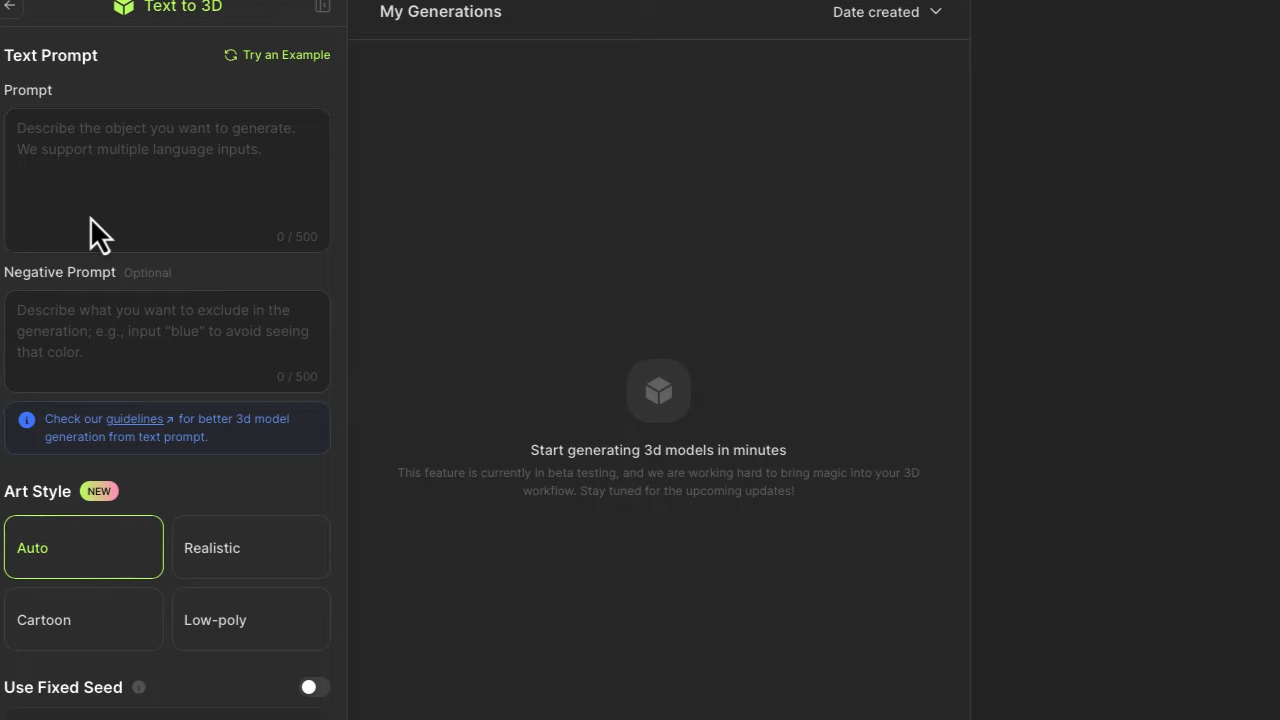 Text to 3D
Text Prompt
Try an Example
Prompt
Describe the object you want to generate.
We support multiple language inputs.
0 / 500
Negative Prompt Optional
Describe what you want to exclude in the
generation; e.g., input "blue" to avoid seeing
that color.
0 / 500
Check our guidelines for better 3d model
generation from text prompt.
Art Style NEW
Auto
Realistic
Cartoon
Low-poly
Use Fixed Seed
My Generations
Date created
Start generating 3d models in minutes
This feature is currently in beta testing, and we are working hard to bring magic into your 3D
workflow. Stay tuned for the upcoming updates!